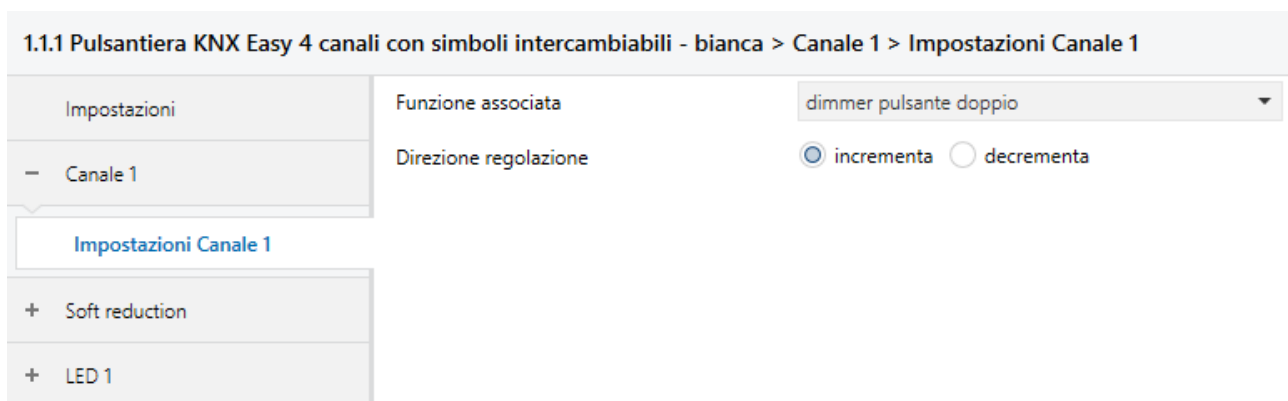 1.1.1 Pulsantiera KNX Easy 4 canali con simboli intercambiabili - bianca > Canale 1 > Impostazioni Canale 1
Impostazioni
Funzione associata
dimmer pulsante doppio
Canale 1
Direzione regolazione
incrementa
decrementa
Impostazioni Canale 1
Soft reduction
LED 1